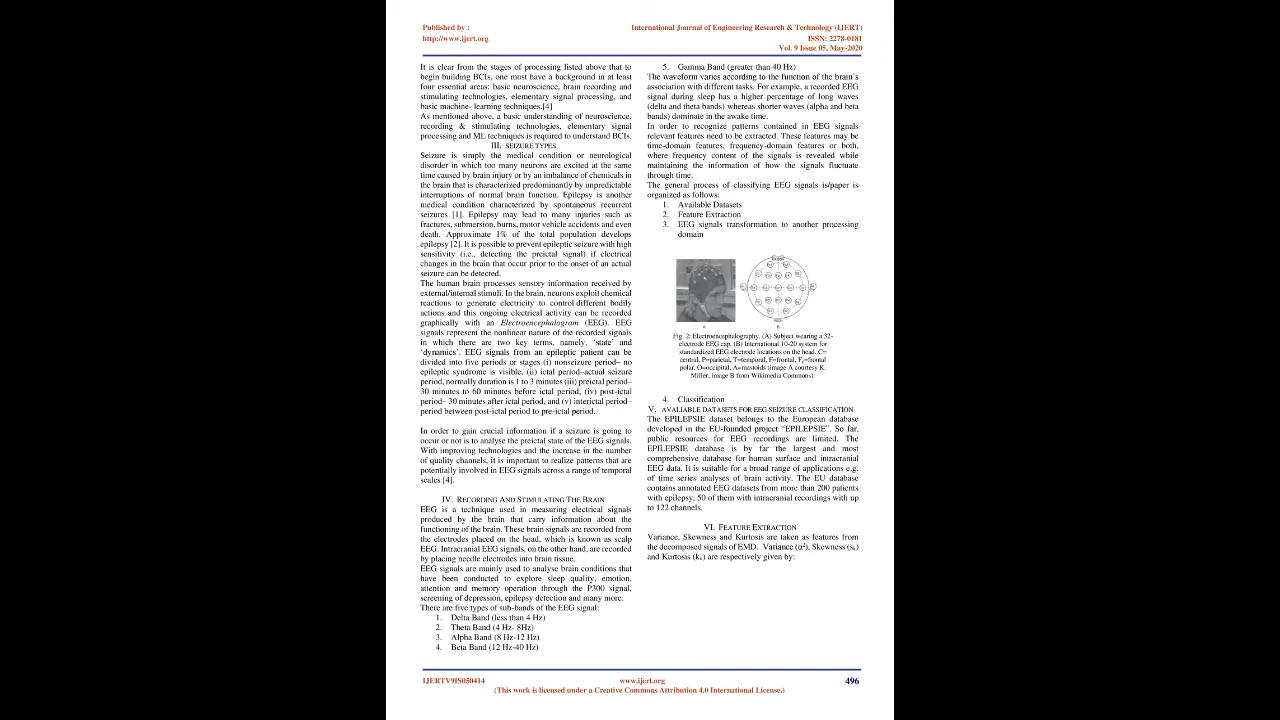 Published by :
http://www.ijert.org
International Journal of Engineering Research & Technology (IJERT)
ISSN: 2278-0181
Vol. 9 Issue 05, May-2020
It is clear from the stages of processing listed above that to
begin building BCIs, one must have a background in at least
four essential areas: basic neuroscience, brain recording and
stimulating technologies, elementary signal processing, and
basic machine- learning techniques.[4]
As mentioned above, a basic understanding of neuroscience,
recording & stimulating technologies, elementary signal
processing and ML techniques is required to understand BCIs.
III. SEIZURE TYPES
Seizure is simply the medical condition or neurological
disorder in which too many neurons are excited at the same
time caused by brain injury or by an imbalance of chemicals in
the brain that is characterized predominantly by unpredictable
interruptions of normal brain function. Epilepsy is another
medical condition characterized by spontaneous recurrent
seizures [1]. Epilepsy may lead to many injuries such as
fractures, submersion, burns, motor vehicle accidents and even
death. Approximate 1% of the total population develops
epilepsy [2]. It is possible to prevent epileptic seizure with high
sensitivity (i.e., detecting the preictal signal) if electrical
changes in the brain that occur prior to the onset of an actual
seizure can be detected.
The human brain processes sensory information received by
external/internal stimuli. In the brain, neurons exploit chemical
reactions to generate electricity to control different bodily
actions and this ongoing electrical activity can be recorded
graphically with an Electroencephalogram (EEG). EEG
signals represent the nonlinear nature of the recorded signals
in which there are two key terms, namely, ‘state’ and
‘dynamics’. EEG signals from an epileptic patient can be
divided into five periods or stages (i) nonseizure period– no
epileptic syndrome is visible, (ii) ictal period–actual seizure
period, normally duration is 1 to 3 minutes (iii) preictal period–
30 minutes to 60 minutes before ictal period, (iv) post-ictal
period– 30 minutes after ictal period, and (v) interictal period–
period between post-ictal period to pre-ictal period.
In order to gain crucial information if a seizure is going to
occur or not is to analyse the preictal state of the EEG signals.
With improving technologies and the increase in the number
of quality channels, it is important to realize patterns that are
potentially involved in EEG signals across a range of temporal
scales [4].
IV. RECORDING AND STIMULATING THE BRAIN
EEG is a technique used in measuring electrical signals
produced by the brain that carry information about the
functioning of the brain. These brain signals are recorded from
the electrodes placed on the head, which is known as scalp
EEG. Intracranial EEG signals, on the other hand, are recorded
by placing needle electrodes into brain tissue.
EEG signals are mainly used to analyse brain conditions that
have been conducted to explore sleep quality, emotion,
attention and memory operation through the P300 signal,
screening of depression, epilepsy detection and many more.
There are five types of sub-bands of the EEG signal:
1. Delta Band (less than 4 Hz)
2. Theta Band (4 Hz- 8Hz)
3. Alpha Band (8 Hz-12 Hz)
4. Beta Band (12 Hz-40 Hz)
5. Gamma Band (greater than 40 Hz)
The waveform varies according to the function of the brain’s
association with different tasks. For example, a recorded EEG
signal during sleep has a higher percentage of long waves
(delta and theta bands) whereas shorter waves (alpha and beta
bands) dominate in the awake time.
In order to recognize patterns contained in EEG signals
relevant features need to be extracted. These features may be
time-domain features, frequency-domain features or both,
where frequency content of the signals is revealed while
maintaining the information of how the signals fluctuate
through time.
The general process of classifying EEG signals is/paper is
organized as follows:
1. Available Datasets
2. Feature Extraction
3. EEG signals transformation to another processing
domain
A
B
Fig. 2: Electroencephalography. (A) Subject wearing a 32-
electrode EEG cap. (B) International 10-20 system for
standardized EEG electrode locations on the head. C=
central, P=parietal, T=temporal, F=frontal, Fp=frontal
polar, O=occipital, A=mastoids (image A courtesy K.
Miller; image B from Wikimedia Commons).
4. Classification
V. AVALIABLE DATASETS FOR EEG SEIZURE CLASSIFICATION
The EPILEPSIE dataset belongs to the European database
developed in the EU-founded project “EPILEPSIE”. So far,
public resources for EEG recordings are limited. The
EPILEPSIE database is by far the largest and most
comprehensive database for human surface and intracranial
EEG data. It is suitable for a broad range of applications e.g.
of time series analyses of brain activity. The EU database
contains annotated EEG datasets from more than 200 patients
with epilepsy, 50 of them with intracranial recordings with up
to 122 channels.
VI. FEATURE EXTRACTION
Variance, Skewness and Kurtosis are taken as features from
the decomposed signals of EMD. Variance (α²), Skewness (sₖ)
and Kurtosis (kᵤ) are respectively given by:
IJERTV9IS050414
www.ijert.org
496
(This work is licensed under a Creative Commons Attribution 4.0 International License.)